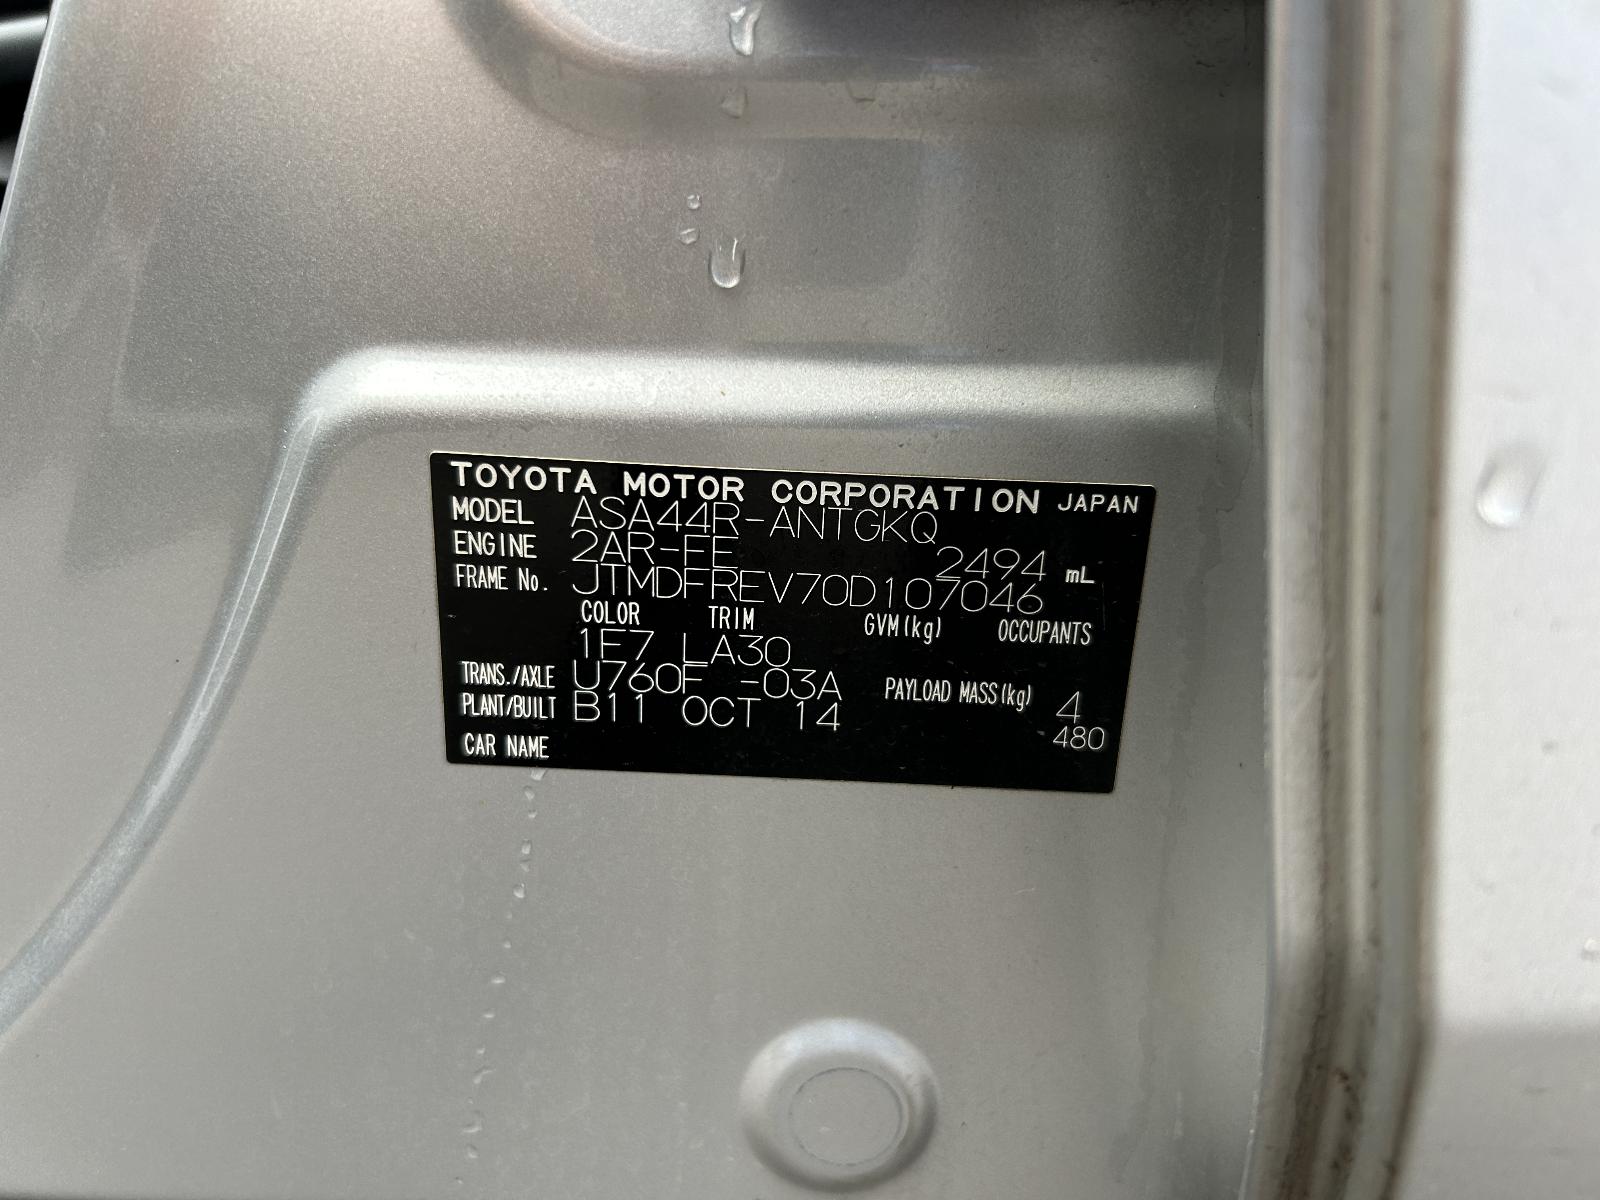 TOYOTA MOTOR CORPORATION JAPAN
MODEL ASA44R-ANTGKQ
ENGINE 2AR-FE 2494 mL
FRAME No. JTMDFREV70D107046
COLOR TRIM GVM(kg) OCCUPANTS
1F7 LA30
TRANS./AXLE U760F -03A PAYLOAD MASS(kg) 4
PLANT/BUILT B11 OCT 14 480
CAR NAME